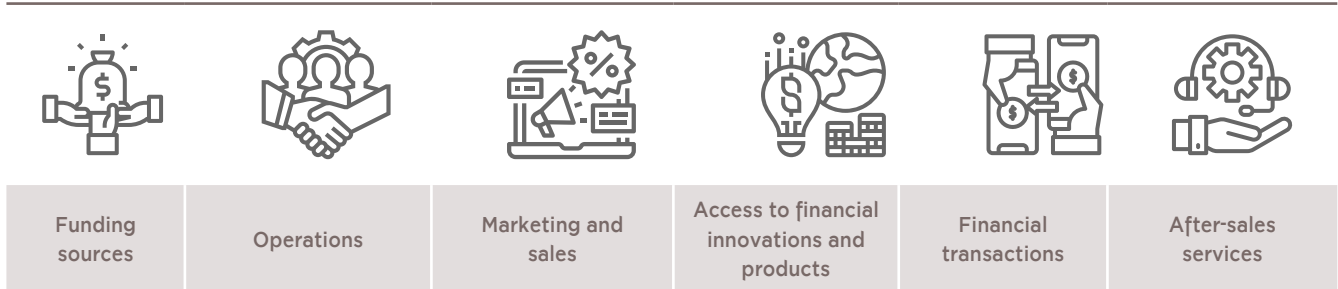 $
%
$
$
$
Funding
sources
Operations
Marketing and
sales
Access to financial
innovations and
products
Financial
transactions
After-sales
services